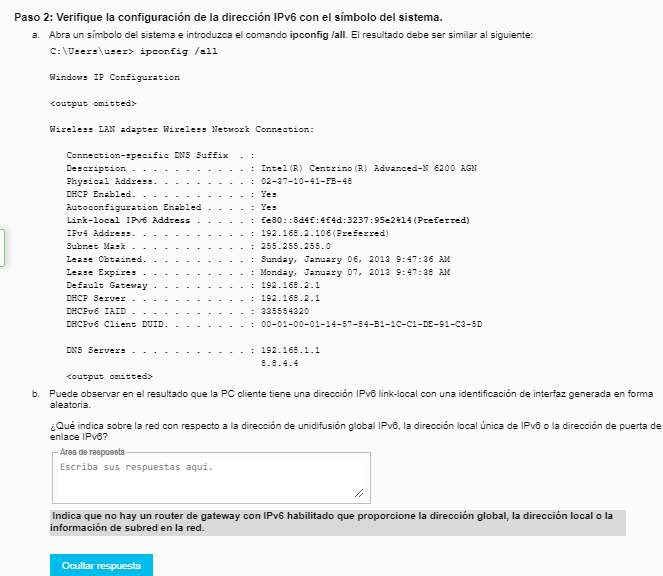 Paso 2: Verifique la configuración de la dirección IPv6 con el símbolo del sistema.
a. Abra un símbolo del sistema e introduzca el comando ipconfig /all. El resultado debe ser similar al siguiente:
C:\Users\user> ipconfig /all
Windows IP Configuration
<output omitted>
Wireless LAN adapter Wireless Network Connection:
Connection-specific DNS Suffix . :
Description . . . . . . . . . . . : Intel(R) Centrino(R) Advanced-N 6200 AGN
Physical Address. . . . . . . . . : 02-37-10-41-FB-48
DHCP Enabled. . . . . . . . . . . : Yes
Autoconfiguration Enabled . . . . : Yes
Link-local IPv6 Address . . . . . : fe80::8d4f:4f4d:3237:95e2%14(Preferred)
IPv4 Address. . . . . . . . . . . : 192.168.2.106(Preferred)
Subnet Mask . . . . . . . . . . . : 255.255.255.0
Lease Obtained. . . . . . . . . . : Sunday, January 06, 2013 9:47:36 AM
Lease Expires . . . . . . . . . . : Monday, January 07, 2013 9:47:38 AM
Default Gateway . . . . . . . . . : 192.168.2.1
DHCP Server . . . . . . . . . . . : 192.168.2.1
DHCPv6 IAID . . . . . . . . . . . : 335554320
DHCPv6 Client DUID. . . . . . . . : 00-01-00-01-14-57-84-B1-1C-C1-DE-91-C3-5D
DNS Servers . . . . . . . . . . . : 192.168.1.1
8.8.4.4
<output omitted>
b. Puede observar en el resultado que la PC cliente tiene una dirección IPv6 link-local con una identificación de interfaz generada en forma
aleatoria.
¿Qué indica sobre la red con respecto a la dirección de unidifusión global IPv6, la dirección local única de IPv6 o la dirección de puerta de
enlace IPv6?
Área de respuesta
Escriba sus respuestas aquí.
Indica que no hay un router de gateway con IPv6 habilitado que proporcione la dirección global, la dirección local o la
información de subred en la red.
Ocultar respuesta